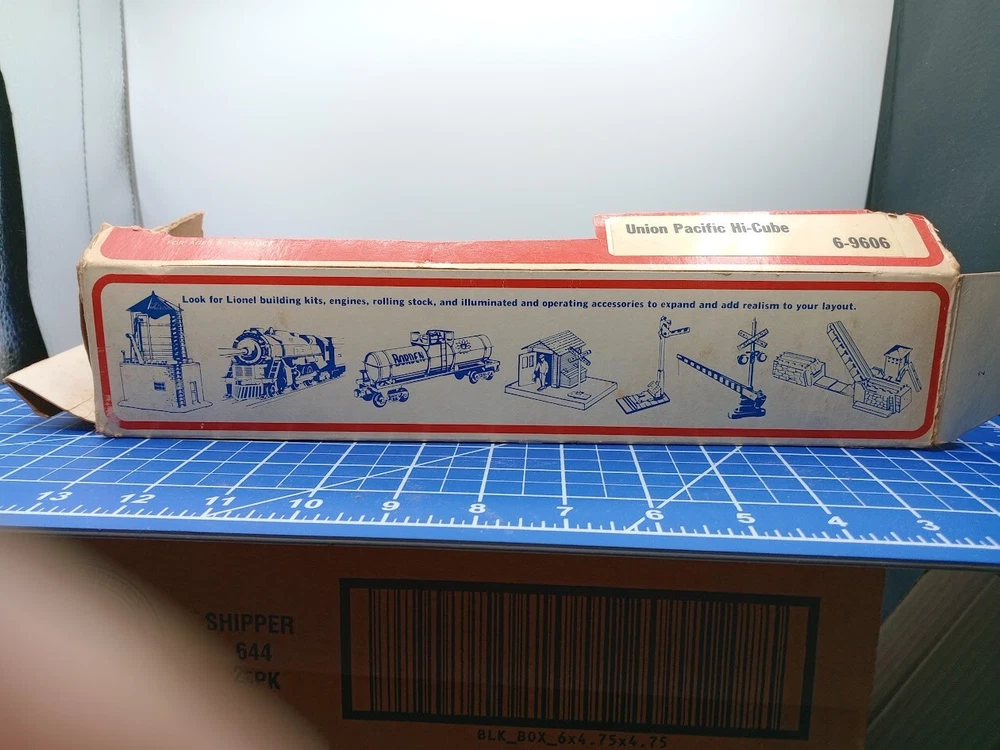 Union Pacific Hi-Cube
6-9606
Look for Lionel building kits, engines, rolling stock, and illuminated and operating accessories to expand and add realism to your layout.
BORDEN
13 12 11 10 9 8 7 6 5 4 3
SHIPPER
644
BLK_BOX_6x4.75x4.75